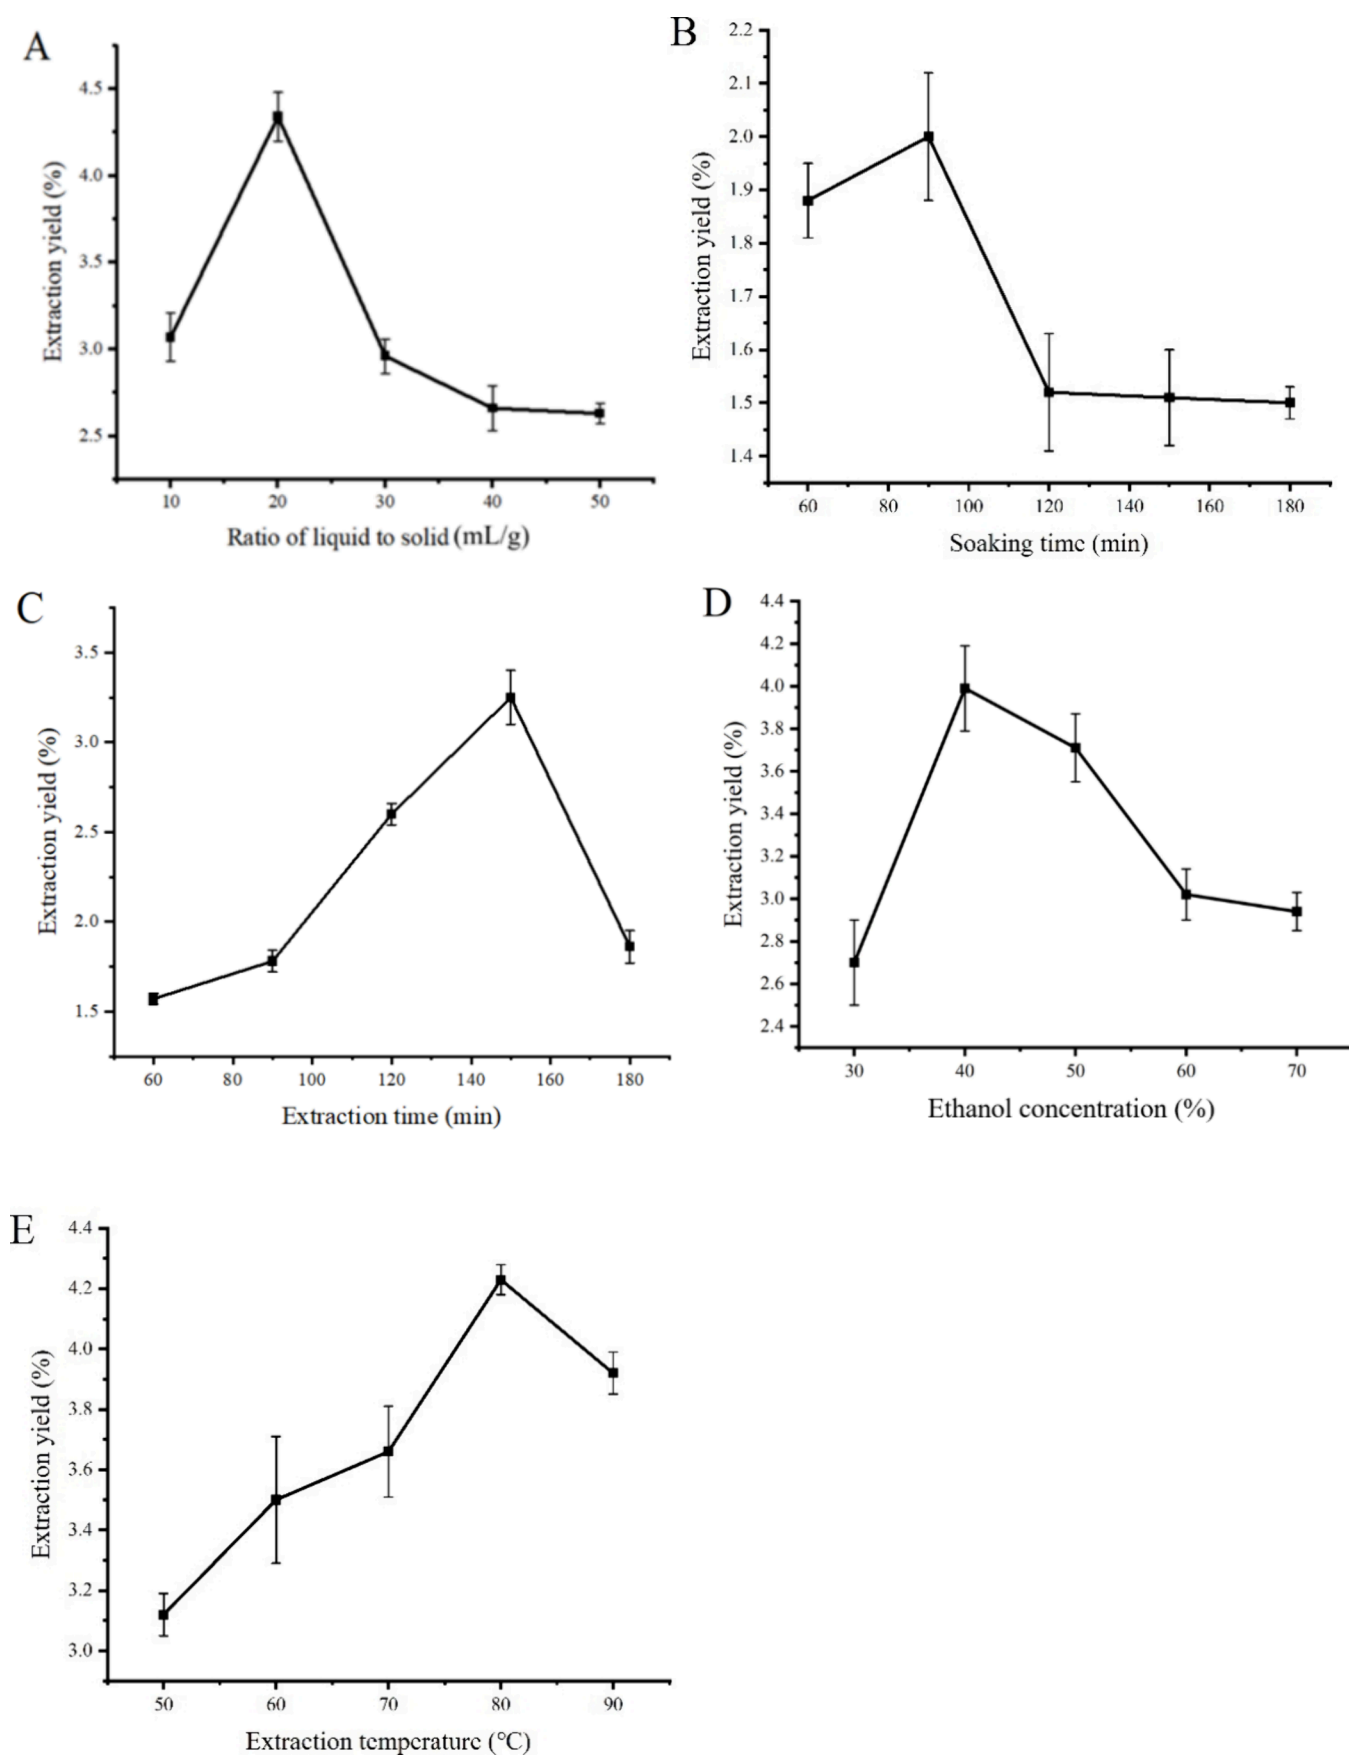 A
Extraction yield (%)
4.5
4.0
3.5
3.0
2.5
10 20 30 40 50
Ratio of liquid to solid (mL/g)
B
Extraction yield (%)
2.2
2.1
2.0
1.9
1.8
1.7
1.6
1.5
1.4
60 80 100 120 140 160 180
Soaking time (min)
C
Extraction yield (%)
3.5
3.0
2.5
2.0
1.5
60 80 100 120 140 160 180
Extraction time (min)
D
Extraction yield (%)
4.4
4.2
4.0
3.8
3.6
3.4
3.2
3.0
2.8
2.6
2.4
30 40 50 60 70
Ethanol concentration (%)
E
Extraction yield (%)
4.4
4.2
4.0
3.8
3.6
3.4
3.2
3.0
50 60 70 80 90
Extraction temperature (℃)